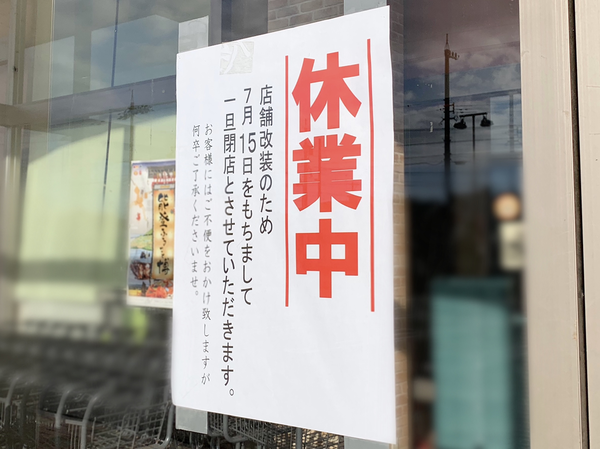 休業中
店舗改装のため
7月15日をもちまして
一旦閉店とさせていただきます。
お客様にはご不便をおかけ致しますが
何卒ご了承くださいませ。